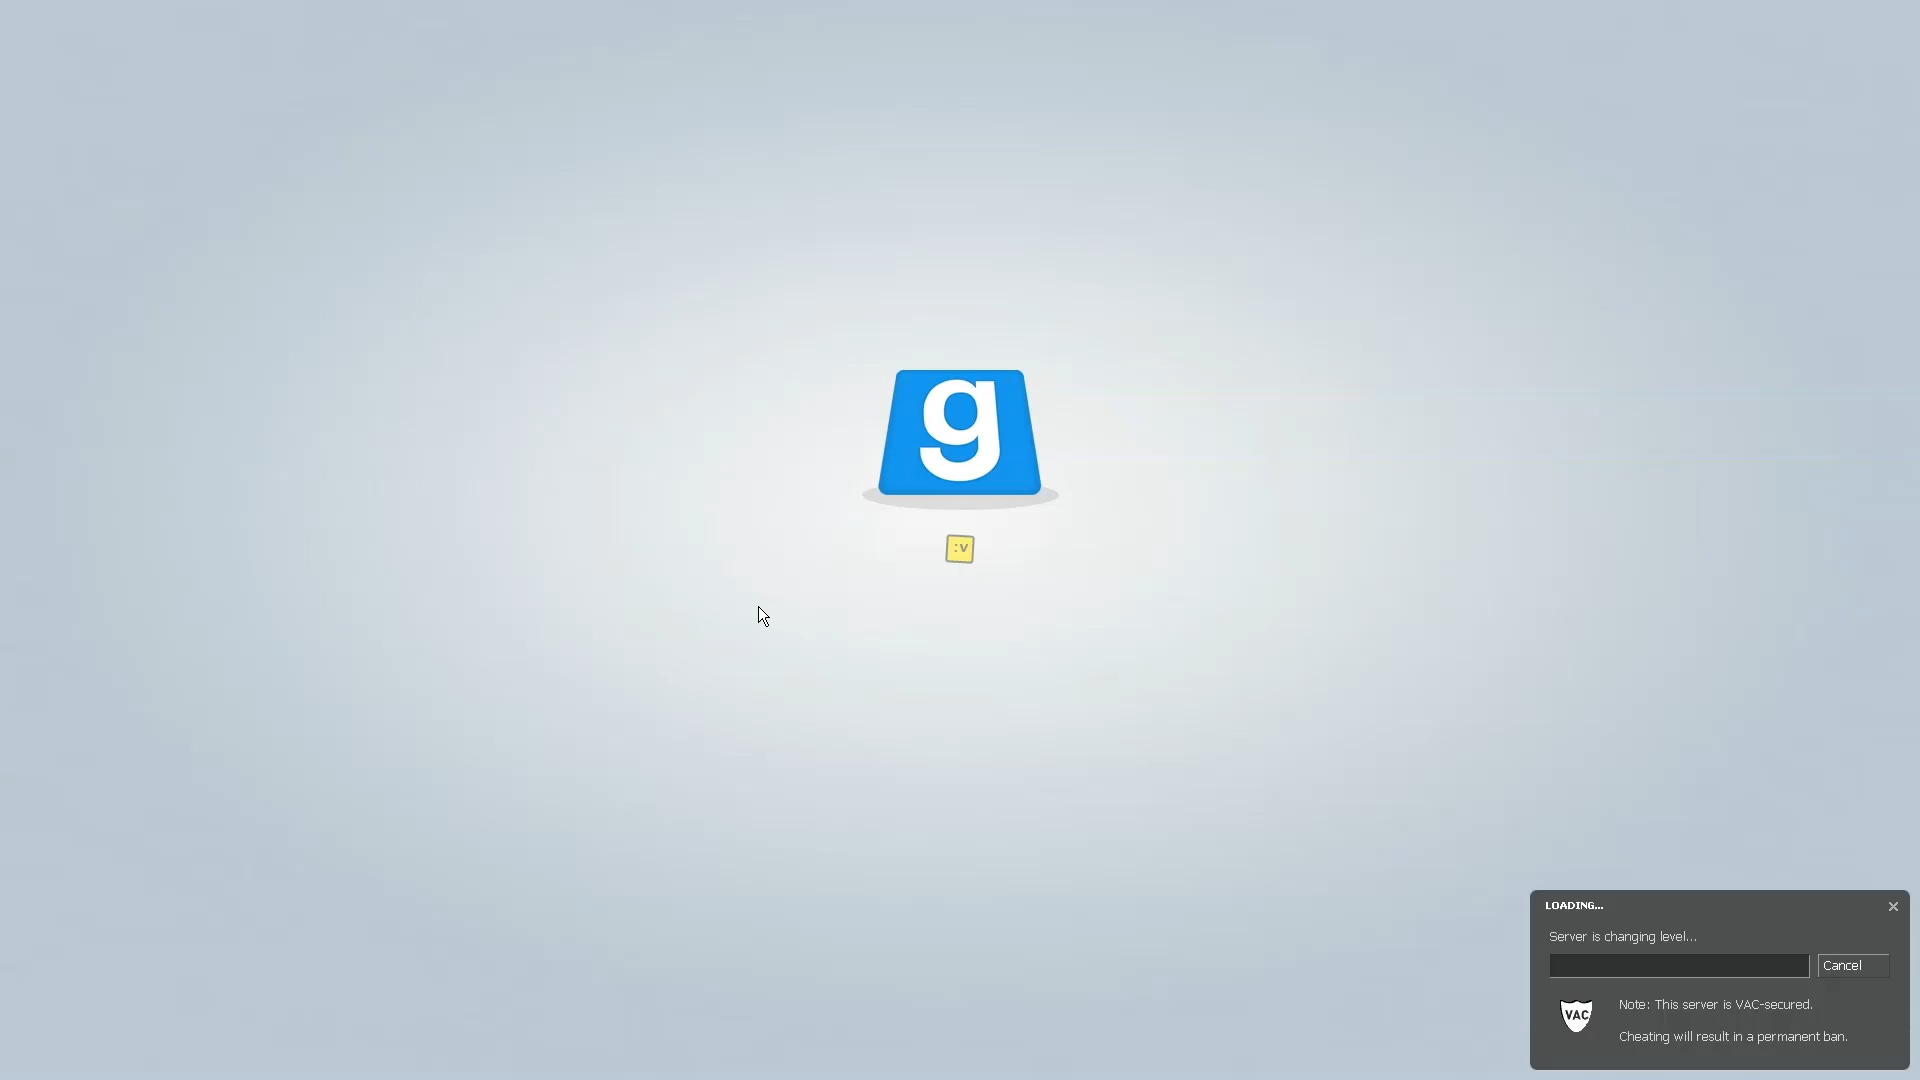 g
:v
LOADING...
Server is changing level...
Cancel
VAC
Note: This server is VAC-secured.
Cheating will result in a permanent ban.